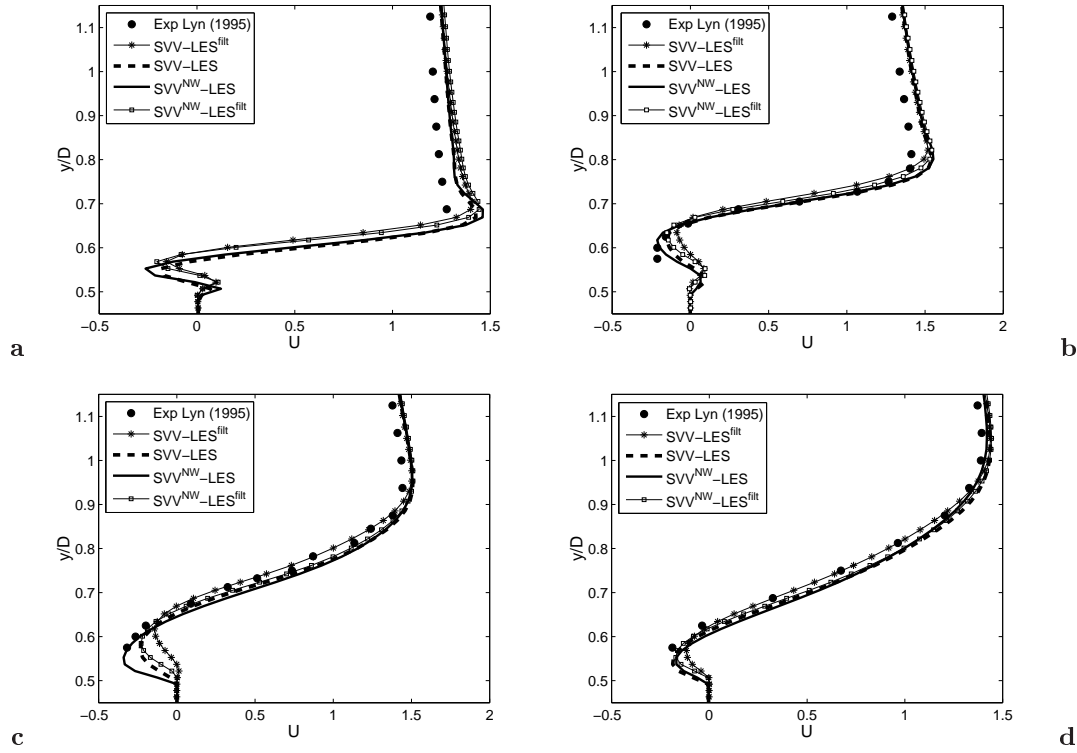 a
1.1
1
0.9
0.8
0.7
0.6
0.5
y/D
−0.5
0
0.5
1
1.5
U
Exp Lyn (1995)
SVV−LES^filt
SVV−LES
SVV^NW−LES
SVV^NW−LES^filt
1.1
1
0.9
0.8
0.7
0.6
0.5
y/D
−0.5
0
0.5
1
1.5
2
U
Exp Lyn (1995)
SVV−LES^filt
SVV−LES
SVV^NW−LES
SVV^NW−LES^filt
b
c
1.1
1
0.9
0.8
0.7
0.6
0.5
y/D
−0.5
0
0.5
1
1.5
2
U
Exp Lyn (1995)
SVV−LES^filt
SVV−LES
SVV^NW−LES
SVV^NW−LES^filt
1.1
1
0.9
0.8
0.7
0.6
0.5
y/D
−0.5
0
0.5
1
1.5
U
Exp Lyn (1995)
SVV−LES^filt
SVV−LES
SVV^NW−LES
SVV^NW−LES^filt
d